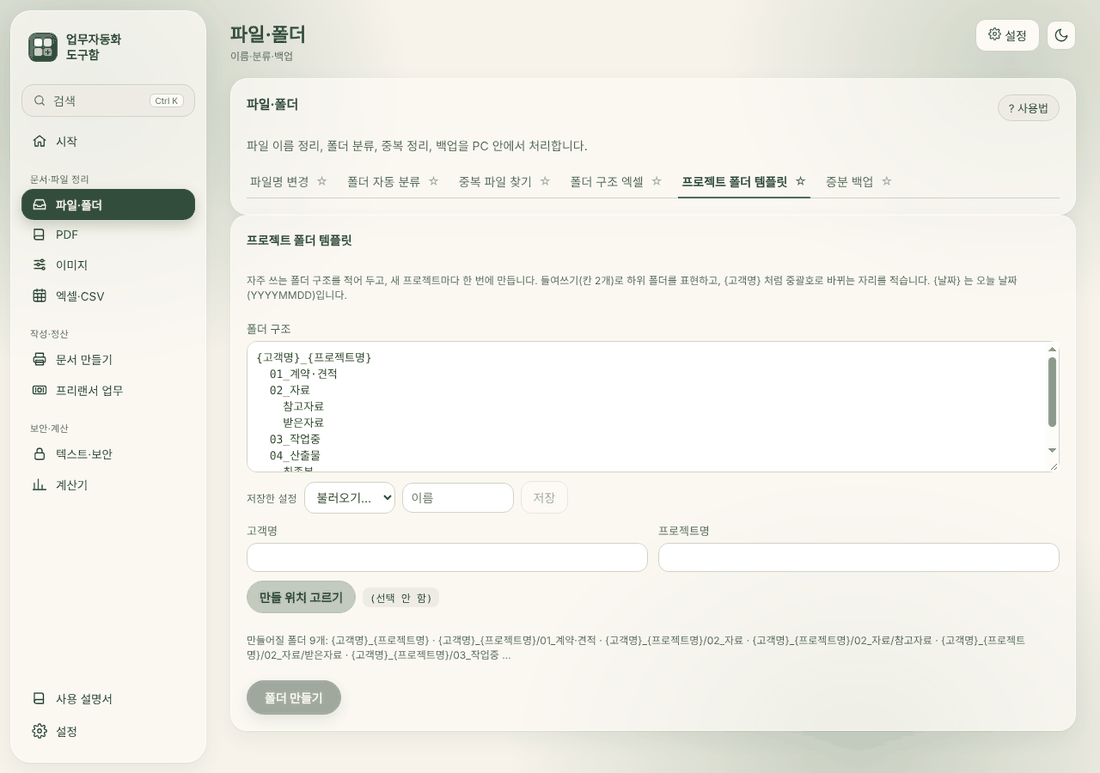 업무자동화
도구함
검색
Ctrl K
시작
문서·파일 정리
파일·폴더
PDF
이미지
엑셀·CSV
작성·정산
문서 만들기
프리랜서 업무
보안·계산
텍스트·보안
계산기
사용 설명서
설정
파일·폴더
이름·분류·백업
설정
파일·폴더
? 사용법
파일 이름 정리, 폴더 분류, 중복 정리, 백업을 PC 안에서 처리합니다.
파일명 변경 ☆ 폴더 자동 분류 ☆ 중복 파일 찾기 ☆ 폴더 구조 엑셀 ☆ 프로젝트 폴더 템플릿 ☆ 증분 백업 ☆
프로젝트 폴더 템플릿
자주 쓰는 폴더 구조를 적어 두고, 새 프로젝트마다 한 번에 만듭니다. 들여쓰기(칸 2개)로 하위 폴더를 표현하고, {고객명} 처럼 중괄호로 바뀌는 자리를 적습니다. {날짜} 는 오늘 날짜
(YYYYMMDD)입니다.
폴더 구조
{고객명}_{프로젝트명}
01_계약·견적
02_자료
참고자료
받은자료
03_작업중
04_산출물
최종본
저장한 설정 불러오기... 이름 저장
고객명 프로젝트명
만들 위치 고르기 (선택 안 함)
만들어질 폴더 9개: {고객명}_{프로젝트명} · {고객명}_{프로젝트명}/01_계약·견적 · {고객명}_{프로젝트명}/02_자료 · {고객명}_{프로젝트명}/02_자료/참고자료 · {고객명}_{프로젝트
명}/02_자료/받은자료 · {고객명}_{프로젝트명}/03_작업중 ...
폴더 만들기